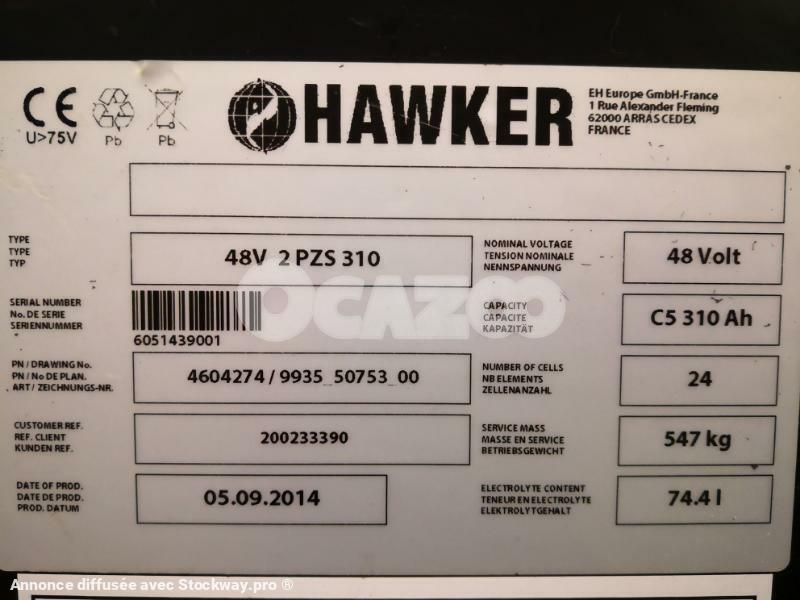 CE
U>75V
Pb
Pb
HAWKER
EH Europe GmbH-France
1 Rue Alexander Fleming
62000 ARRAS CEDEX
FRANCE
TYPE
TYPE
TYP
48V 2 PZS 310
NOMINAL VOLTAGE
TENSION NOMINALE
NENNSPANNUNG
48 Volt
SERIAL NUMBER
No. DE SERIE
SERIENNUMMER
6051439001
CAPACITY
CAPACITE
KAPAZITÄT
C5 310 Ah
OCAZOO
PN / DRAWING No.
PN / No DE PLAN.
ART / ZEICHNUNGS-NR.
4604274 / 9935_50753_00
NUMBER OF CELLS
NB ELEMENTS
ZELLENANZAHL
24
CUSTOMER REF.
REF. CLIENT
KUNDEN REF.
200233390
SERVICE MASS
MASSE EN SERVICE
BETRIEBSGEWICHT
547 kg
DATE OF PROD.
DATE DE PROD.
PROD. DATUM
05.09.2014
ELECTROLYTE CONTENT
TENEUR EN ELECTROLYTE
ELEKTROLYTGEHALT
74.4 l
Annonce diffusée avec Stockway.pro ®